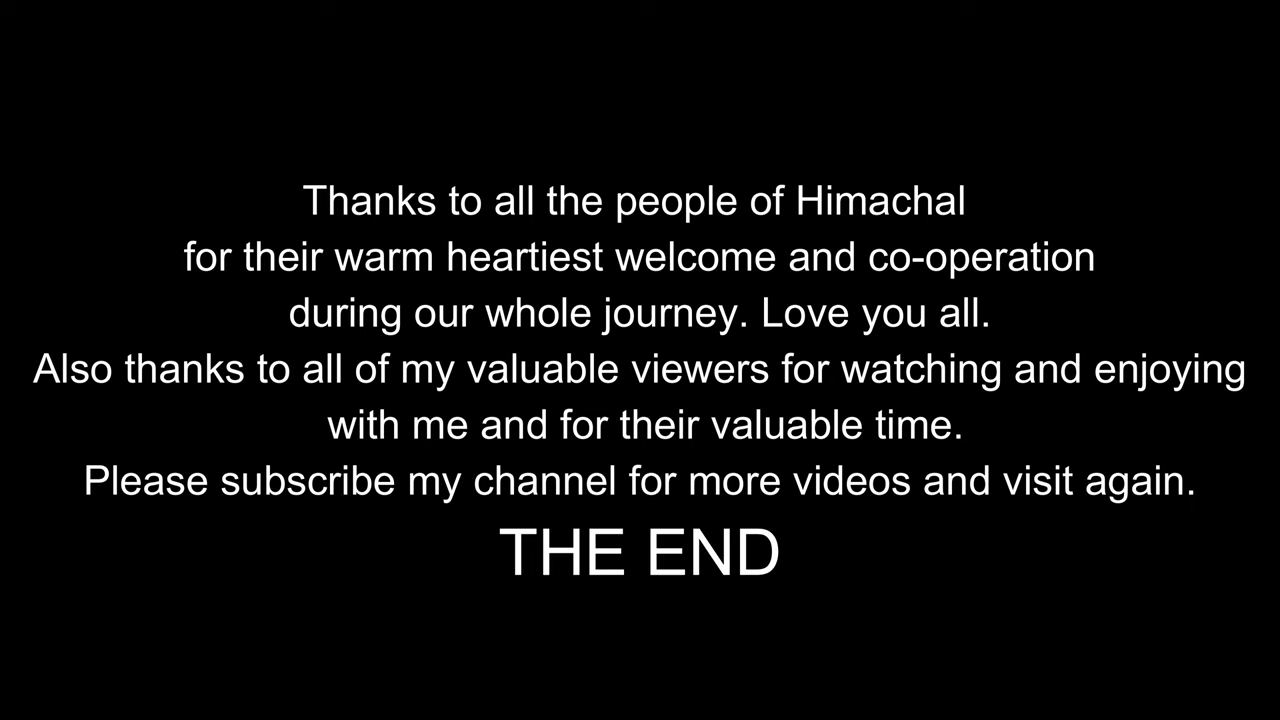 Thanks to all the people of Himachal
for their warm heartiest welcome and co-operation
during our whole journey. Love you all.
Also thanks to all of my valuable viewers for watching and enjoying
with me and for their valuable time.
Please subscribe my channel for more videos and visit again.
THE END